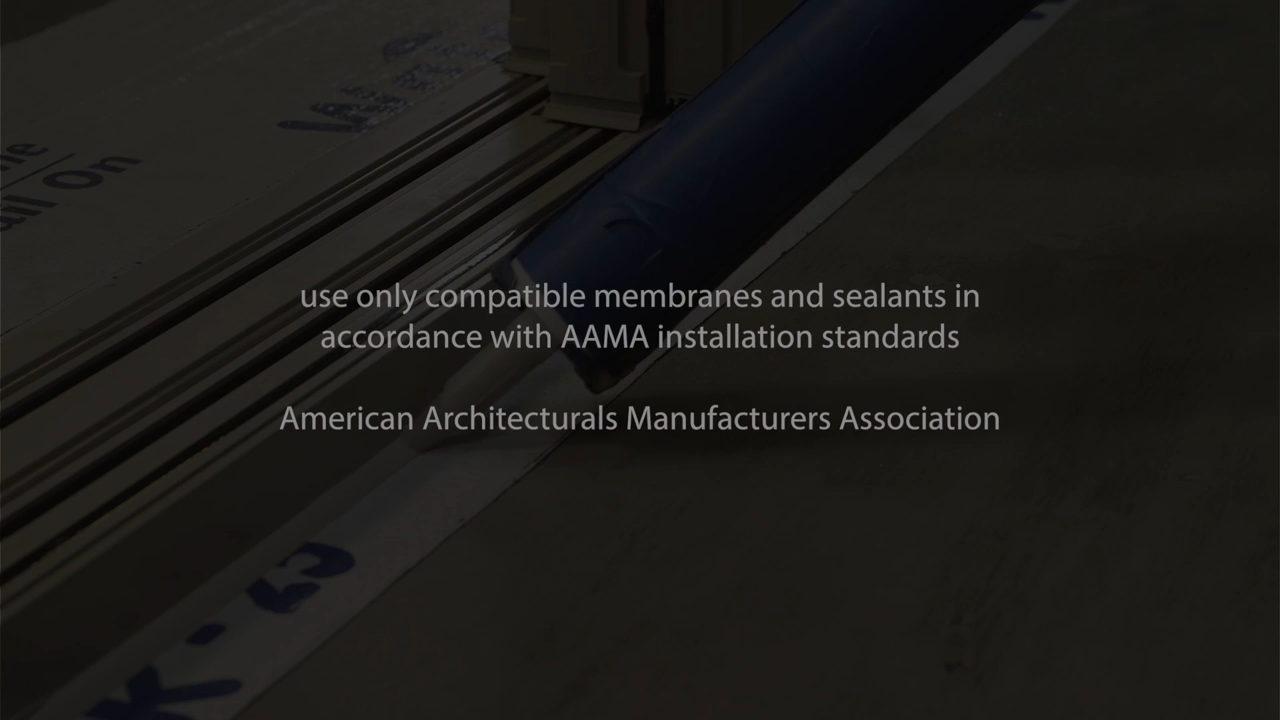 use only compatible membranes and sealants in
accordance with AAMA installation standards
American Architecturals Manufacturers Association